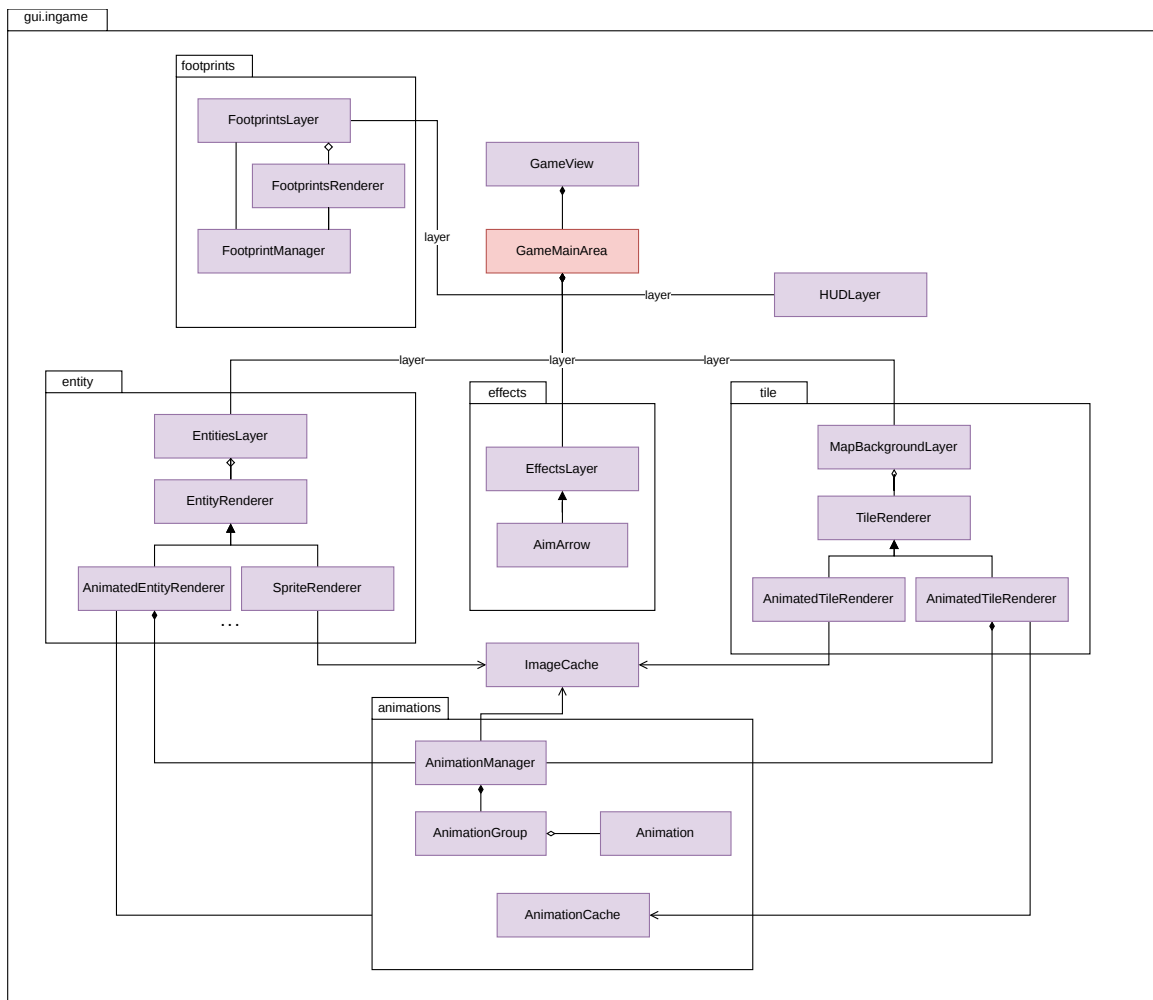 gui.ingame
footprints
FootprintsLayer
FootprintsRenderer
FootprintManager
layer
GameView
GameMainArea
layer
HUDLayer
layer
layer
layer
entity
EntitiesLayer
EntityRenderer
AnimatedEntityRenderer
SpriteRenderer
...
effects
EffectsLayer
AimArrow
tile
MapBackgroundLayer
TileRenderer
AnimatedTileRenderer
AnimatedTileRenderer
ImageCache
animations
AnimationManager
AnimationGroup
Animation
AnimationCache